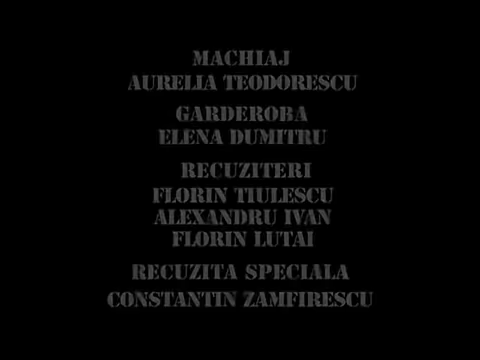 MACHIAJ
AURELIA TEODORESCU
GARDEROBA
ELENA DUMITRU
RECUZITERI
FLORIN TIULESCU
ALEXANDRU IVAN
FLORIN LUTAI
RECUZITA SPECIALA
CONSTANTIN ZAMFIRESCU